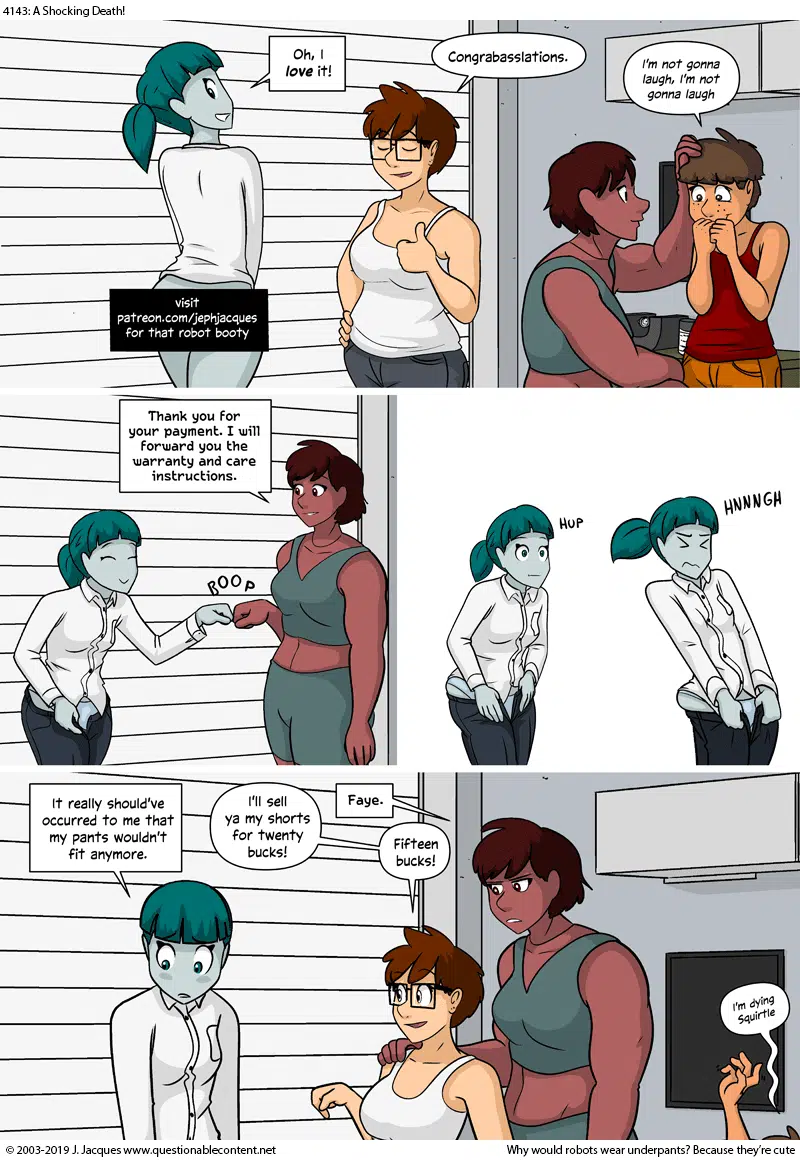 4143: A Shocking Death!
Oh, I
love it!
Congrabasslations.
I'm not gonna
laugh, I'm not
gonna laugh
visit
patreon.com/jephjacques
for that robot booty
Thank you for
your payment. I will
forward you the
warranty and care
instructions.
BOOP
HUP
HNNNGH
It really should've
occurred to me that
my pants wouldn't
fit anymore.
I'll sell
ya my shorts
for twenty
bucks!
Faye.
Fifteen
bucks!
I'm dying
Squirtle
© 2003-2019 J. Jacques www.questionablecontent.net
Why would robots wear underpants? Because they're cute